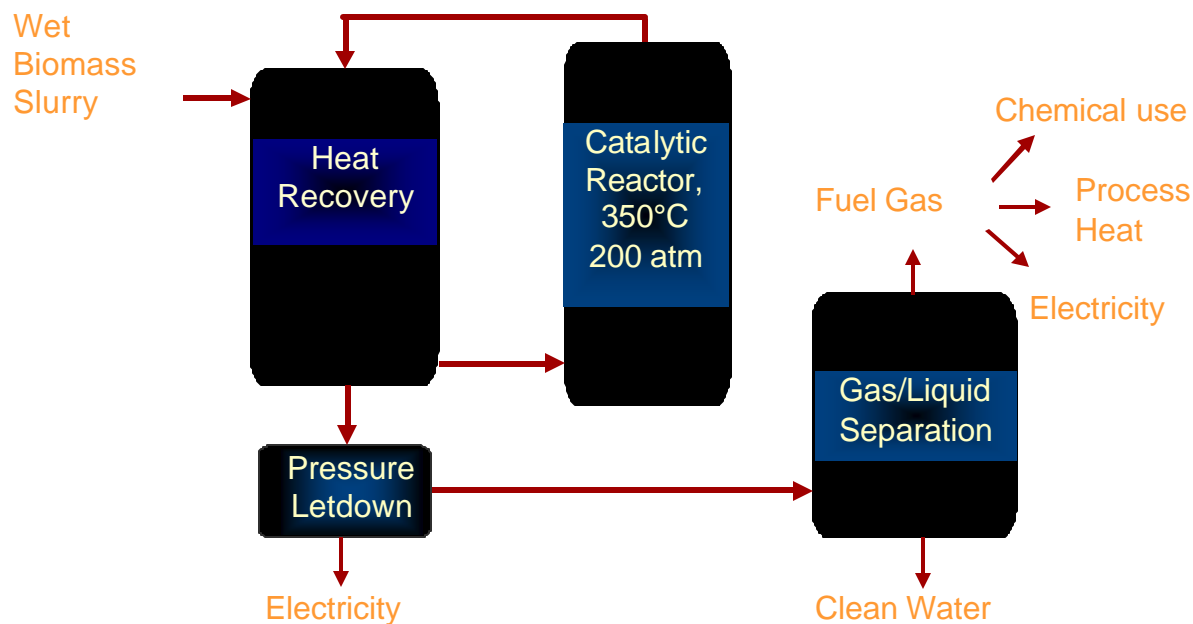 Wet
Biomass
Slurry
Heat
Recovery
Catalytic
Reactor,
350°C
200 atm
Chemical use
Fuel Gas
Process
Heat
Electricity
Gas/Liquid
Separation
Pressure
Letdown
Electricity
Clean Water